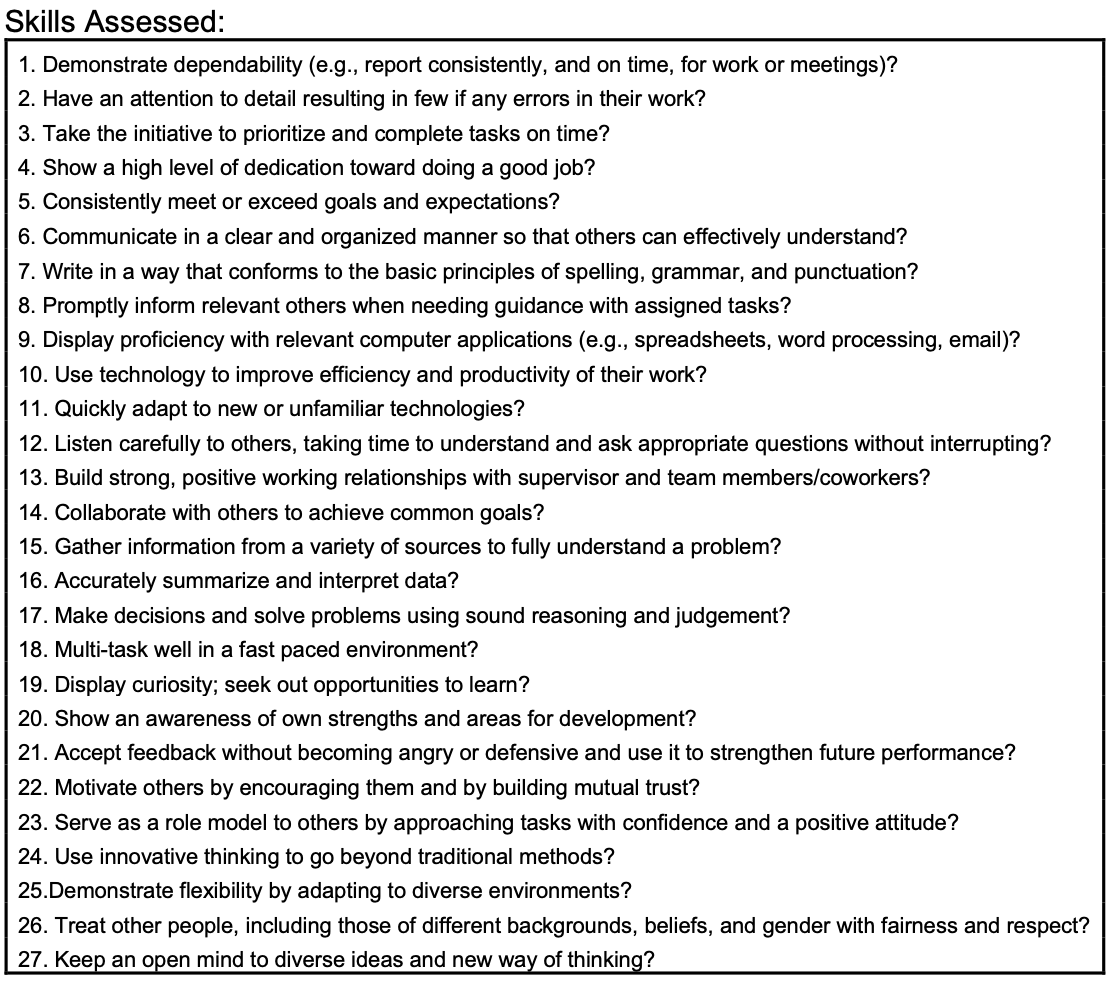 Skills Assessed:
1. Demonstrate dependability (e.g., report consistently, and on time, for work or meetings)?
2. Have an attention to detail resulting in few if any errors in their work?
3. Take the initiative to prioritize and complete tasks on time?
4. Show a high level of dedication toward doing a good job?
5. Consistently meet or exceed goals and expectations?
6. Communicate in a clear and organized manner so that others can effectively understand?
7. Write in a way that conforms to the basic principles of spelling, grammar, and punctuation?
8. Promptly inform relevant others when needing guidance with assigned tasks?
9. Display proficiency with relevant computer applications (e.g., spreadsheets, word processing, email)?
10. Use technology to improve efficiency and productivity of their work?
11. Quickly adapt to new or unfamiliar technologies?
12. Listen carefully to others, taking time to understand and ask appropriate questions without interrupting?
13. Build strong, positive working relationships with supervisor and team members/coworkers?
14. Collaborate with others to achieve common goals?
15. Gather information from a variety of sources to fully understand a problem?
16. Accurately summarize and interpret data?
17. Make decisions and solve problems using sound reasoning and judgement?
18. Multi-task well in a fast paced environment?
19. Display curiosity; seek out opportunities to learn?
20. Show an awareness of own strengths and areas for development?
21. Accept feedback without becoming angry or defensive and use it to strengthen future performance?
22. Motivate others by encouraging them and by building mutual trust?
23. Serve as a role model to others by approaching tasks with confidence and a positive attitude?
24. Use innovative thinking to go beyond traditional methods?
25.Demonstrate flexibility by adapting to diverse environments?
26. Treat other people, including those of different backgrounds, beliefs, and gender with fairness and respect?
27. Keep an open mind to diverse ideas and new way of thinking?